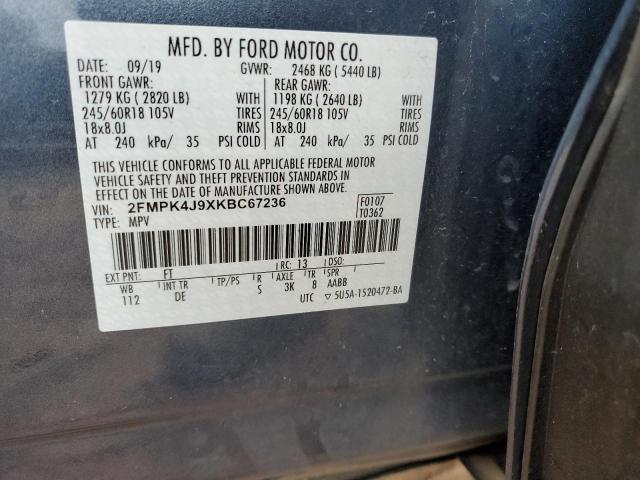 MFD. BY FORD MOTOR CO.
DATE: 09/19 GVWR: 2468 KG ( 5440 LB)
FRONT GAWR: REAR GAWR:
1279 KG ( 2820 LB) WITH 1198 KG ( 2640 LB) WITH
245/60R18 105V TIRES 245/60R18 105V TIRES
18x8.0J RIMS 18x8.0J RIMS
AT 240 kPa/ 35 PSI COLD AT 240 kPa/ 35 PSI COLD
THIS VEHICLE CONFORMS TO ALL APPLICABLE FEDERAL MOTOR
VEHICLE SAFETY AND THEFT PREVENTION STANDARDS IN
EFFECT ON THE DATE OF MANUFACTURE SHOWN ABOVE.
VIN: 2FMPK4J9XKBC67236 F0107
TYPE: MPV T0362
EXT PNT: FT RC: 13 DSO:
WB INT TR TP/PS R AXLE TR SPR
112 DE S 3K 8 AABB
UTC ▽ 5U5A-1520472-BA